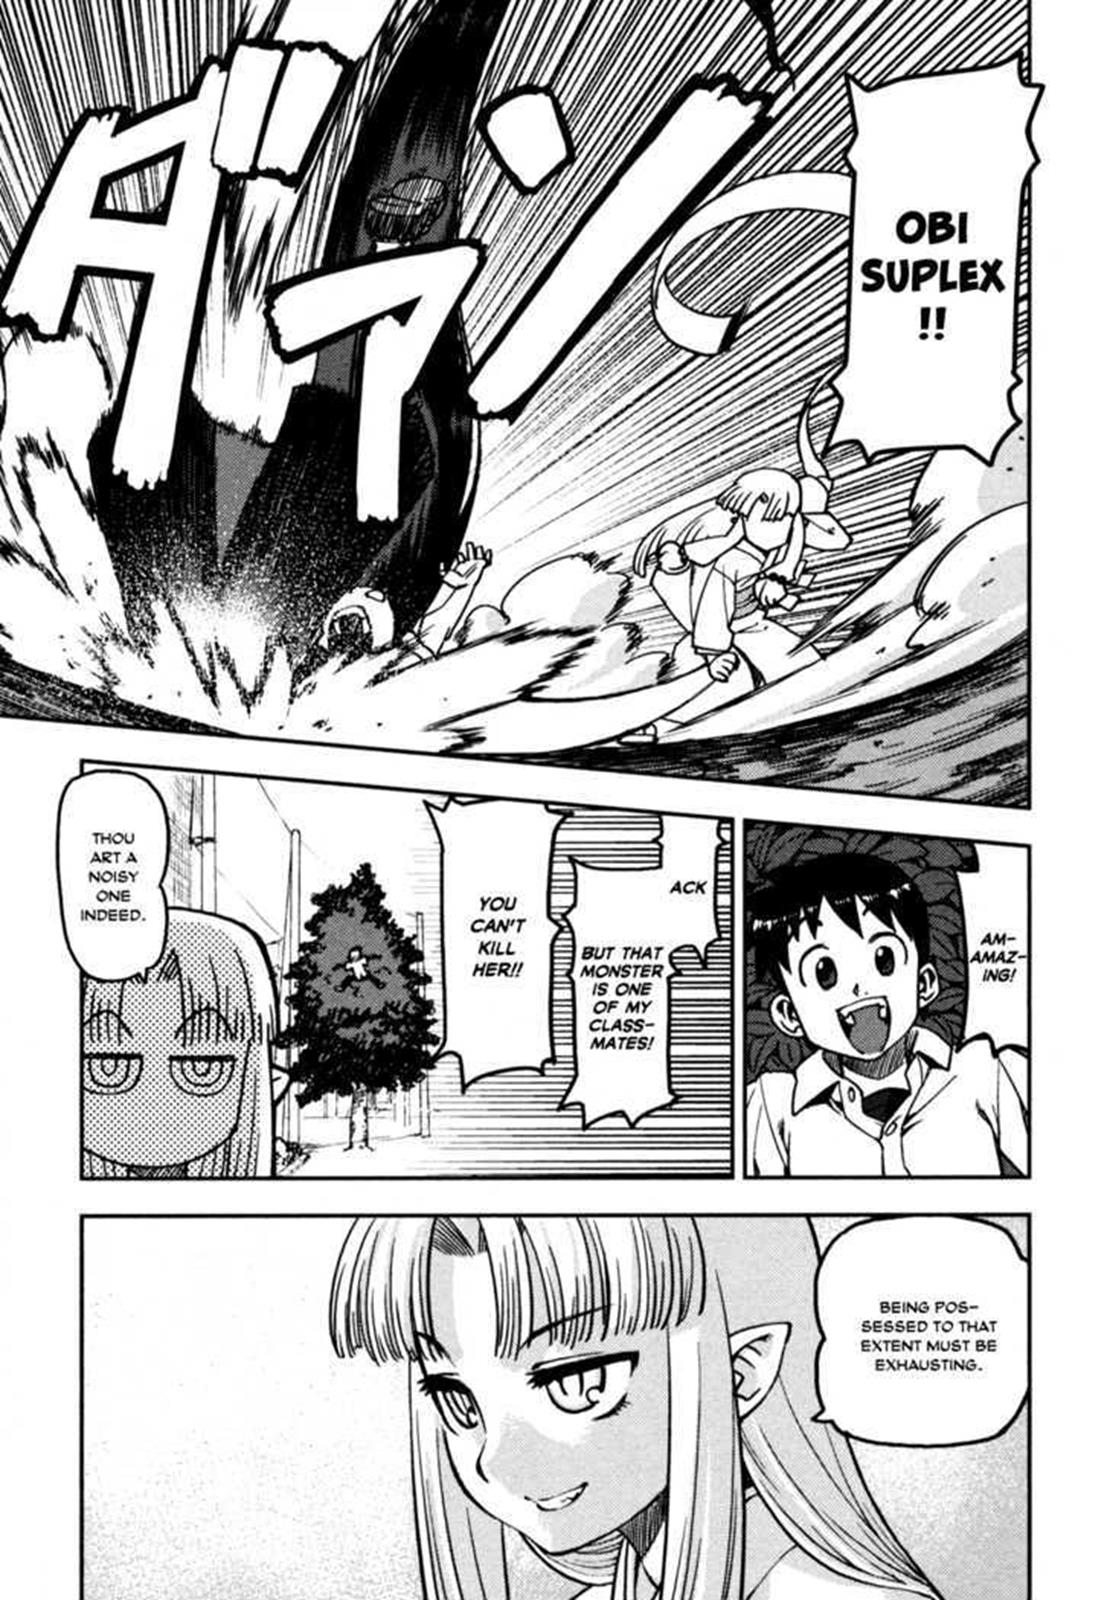 OBI
SUPLEX
!!
ダァン
AM-
AMAZ-
ING!
ACK
BUT THAT
MONSTER
IS ONE
OF MY
CLASS-
MATES!
YOU
CAN'T
KILL
HER!!
THOU
ART A
NOISY
ONE
INDEED.
BEING POS-
SESSED TO THAT
EXTENT MUST BE
EXHAUSTING.